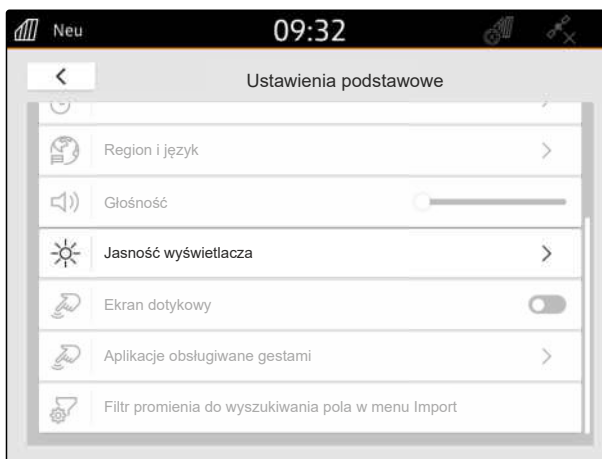 Neu
09:32
Ustawienia podstawowe
Region i język
Głośność
Jasność wyświetlacza
Ekran dotykowy
Aplikacje obsługiwane gestami
Filtr promienia do wyszukiwania pola w menu Import